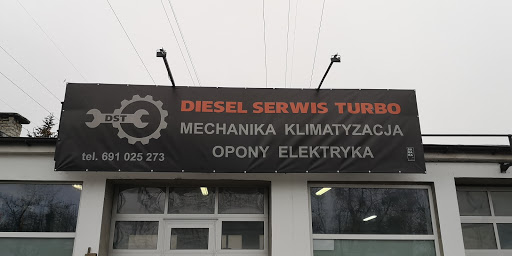 DIESEL SERWIS TURBO
DST
MECHANIKA KLIMATYZACJA
OPONY ELEKTRYKA
tel. 691 025 273